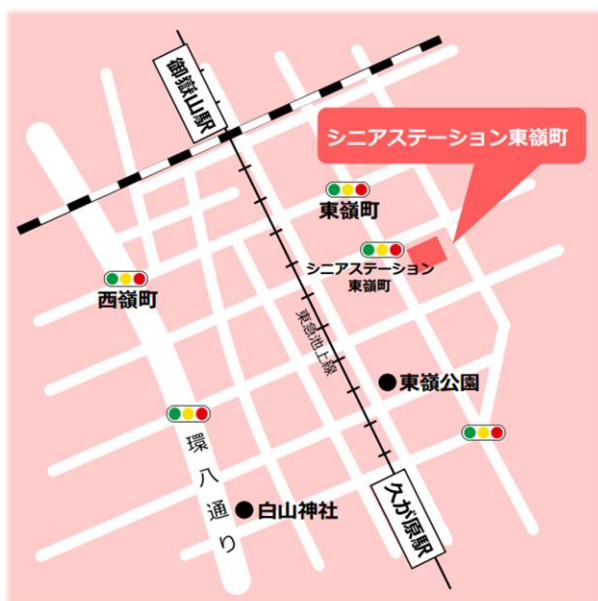 御嶽山駅
シニアステーション東嶺町
東嶺町
シニアステーション
東嶺町
西嶺町
東急池上線
東嶺公園
環八通り
白山神社
久が原駅